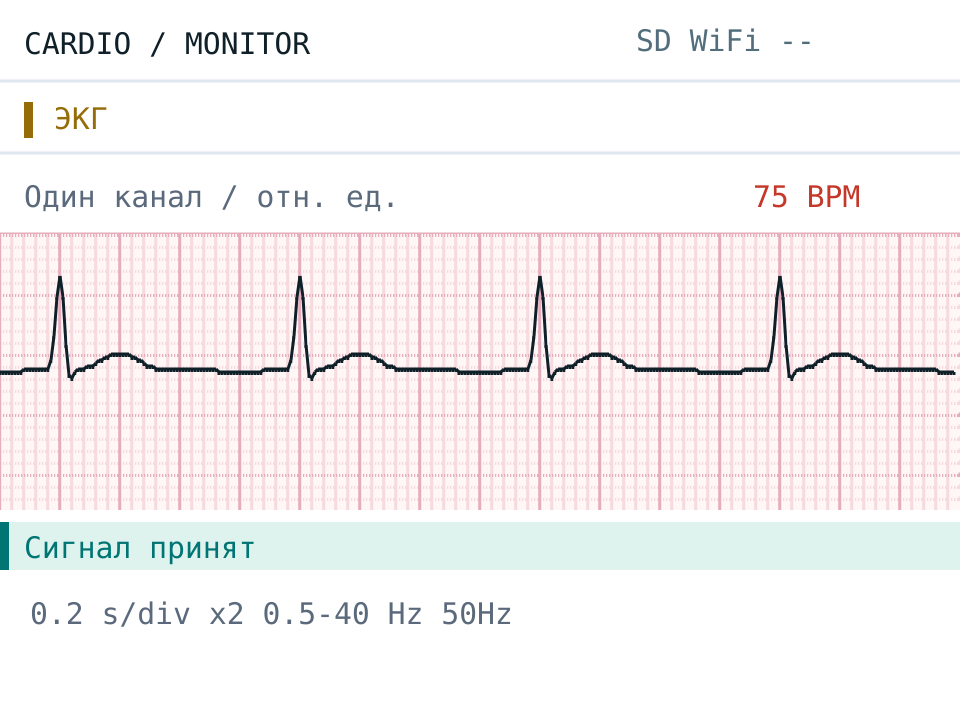 CARDIO / MONITOR
SD WiFi --
ЭКГ
Один канал / отн. ед.
75 BPM
Сигнал принят
0.2 s/div x2 0.5-40 Hz 50Hz